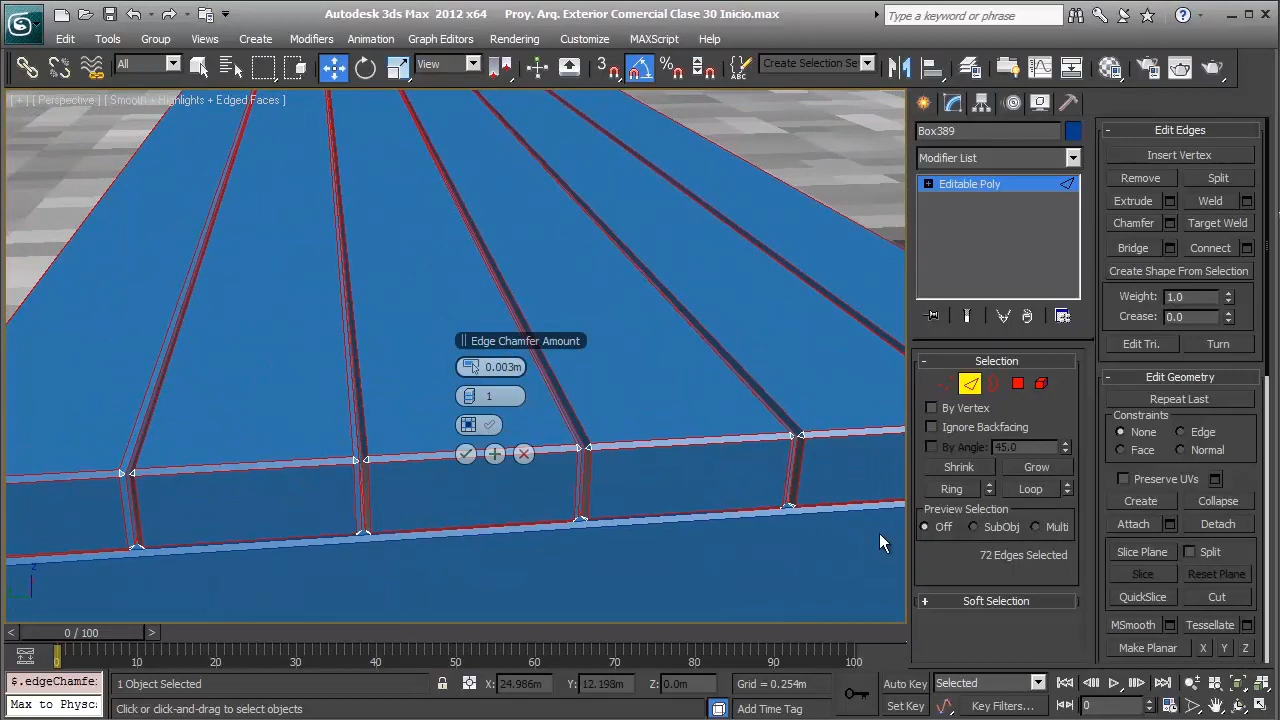 Autodesk 3ds Max 2012 x64 Proy. Arq. Exterior Comercial Clase 30 Inicio.max
Type a keyword or phrase
Edit Tools Group Views Create Modifiers Animation Graph Editors Rendering Customize MAXScript Help
All View 3 Create Selection Se
[ + ] [ Perspective ] [ Smooth + Highlights + Edged Faces ]
Edge Chamfer Amount
0.003m
1
z
Box389
Modifier List
Editable Poly
Selection
By Vertex
Ignore Backfacing
By Angle: 45.0
Shrink Grow
Ring Loop
Preview Selection
Off SubObj Multi
72 Edges Selected
+ Soft Selection
- Edit Edges
Insert Vertex
Remove Split
Extrude Weld
Chamfer Target Weld
Bridge Connect
Create Shape From Selection
Weight: 1.0
Crease: 0.0
Edit Tri. Turn
- Edit Geometry
Repeat Last
Constraints
None Edge
Face Normal
Preserve UVs
Create Collapse
Attach Detach
Slice Plane Split
Slice Reset Plane
QuickSlice Cut
MSmooth Tessellate
Make Planar X Y Z
< 0 / 100 >
0 10 20 30 40 50 60 70 80 90 100
$.edgeChamfe
Max to Physc
1 Object Selected X: 24.986m Y: 12.198m Z: 0.0m Grid = 0.254m
Click or click-and-drag to select objects Add Time Tag
Auto Key Selected
Set Key Key Filters... 0